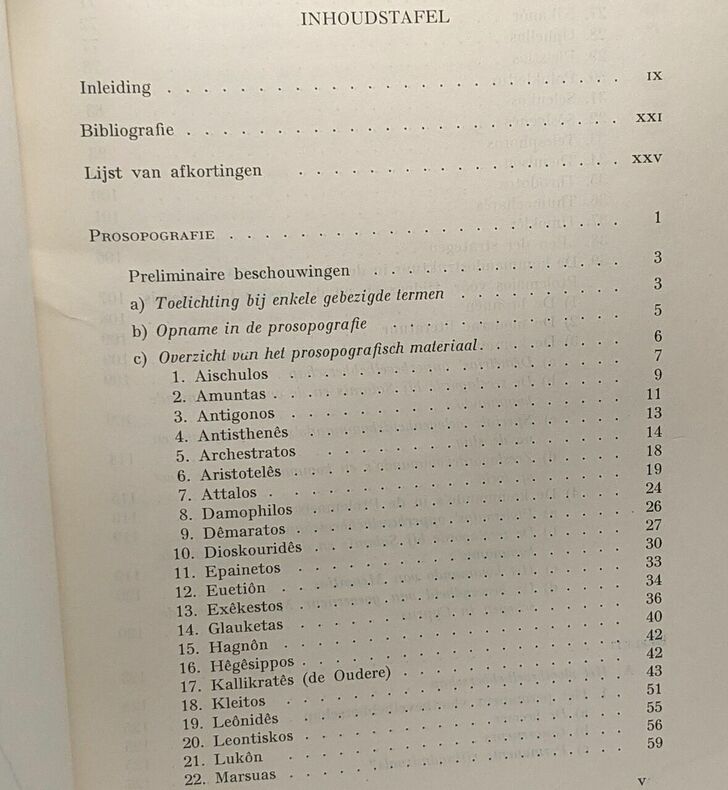 INHOUDSTAFEL
Inleiding . . . . . . . . . . . . . . . . . . . . IX
Bibliografie . . . . . . . . . . . . . . . . . . . XXI
Lijst van afkortingen . . . . . . . . . . . . . . XXV
PROSOPOGRAFIE . . . . . . . . . . . . . . . . . 1
Preliminaire beschouwingen . . . . . . . . . . . 3
a) Toelichting bij enkele gebezigde termen . . . . . . . 3
b) Opname in de prosopografie . . . . . . . . . . 5
c) Overzicht van het prosopografisch materiaal . . . . . . 6
1. Aischulos . . . . . . . . . . . . . . 7
2. Amuntas . . . . . . . . . . . . . . 9
3. Antigonos . . . . . . . . . . . . . . 11
4. Antisthenês . . . . . . . . . . . . . 13
5. Archestratos . . . . . . . . . . . . . 14
6. Aristotelês . . . . . . . . . . . . . . 18
7. Attalos . . . . . . . . . . . . . . . 19
8. Damophilos . . . . . . . . . . . . . 24
9. Dêmaratos . . . . . . . . . . . . . . 26
10. Dioskouridês . . . . . . . . . . . . . 27
11. Epainetos . . . . . . . . . . . . . . 30
12. Euetiôn . . . . . . . . . . . . . . . 33
13. Exêkestos . . . . . . . . . . . . . . 34
14. Glauketas . . . . . . . . . . . . . . 36
15. Hagnôn . . . . . . . . . . . . . . . 40
16. Hêgêsippos . . . . . . . . . . . . . . 42
17. Kallikratês (de Oudere) . . . . . . . . . 42
18. Kleitos . . . . . . . . . . . . . . . 43
19. Leônidês . . . . . . . . . . . . . . 51
20. Leontiskos . . . . . . . . . . . . . . 55
21. Lukôn . . . . . . . . . . . . . . . 56
22. Marsuas . . . . . . . . . . . . . . 59
v